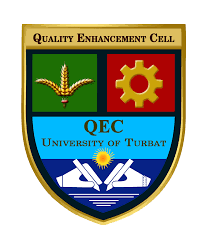 Quality Enhancement Cell
QEC
University of Turbat